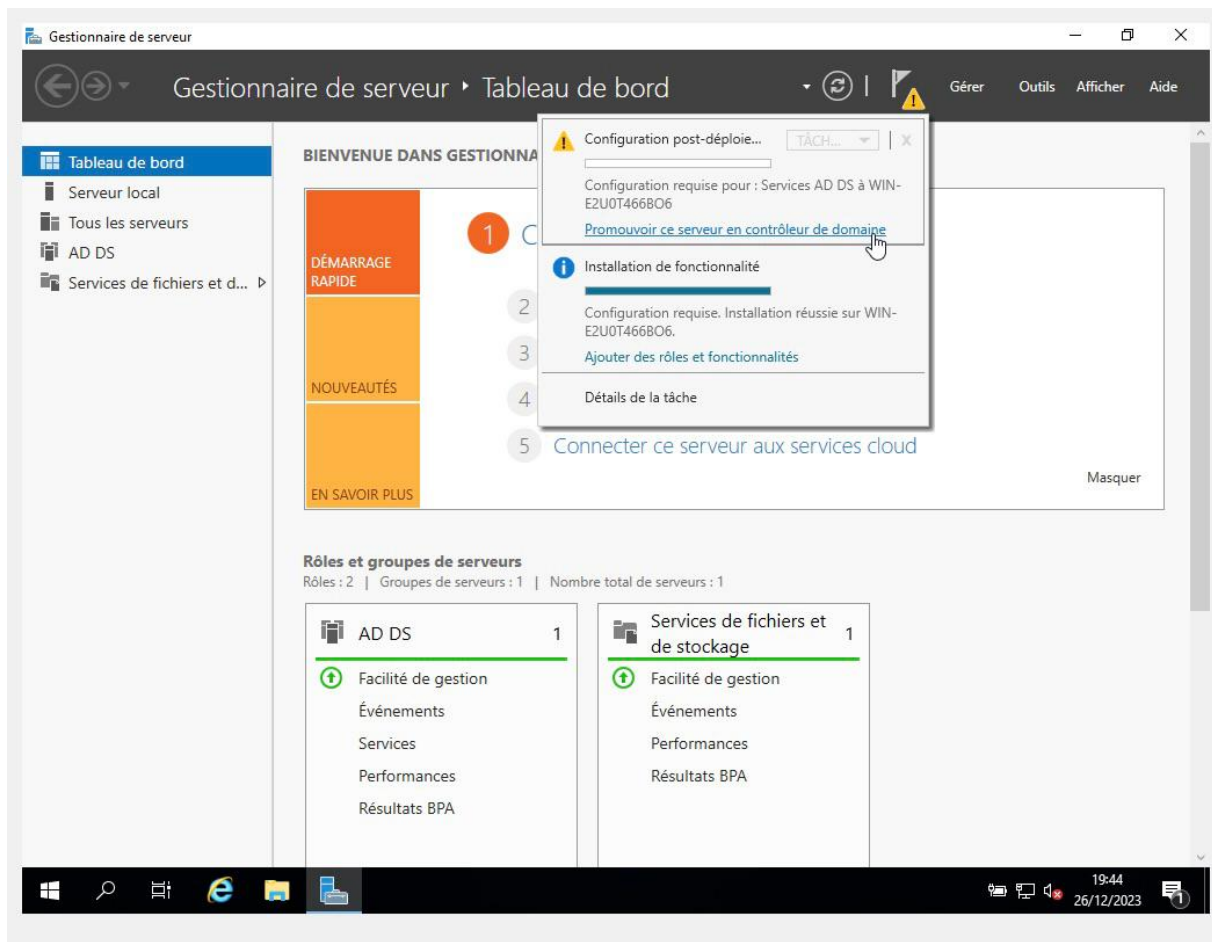 Gestionnaire de serveur
Gestionnaire de serveur ‣ Tableau de bord
Gérer Outils Afficher Aide
Tableau de bord
Serveur local
Tous les serveurs
AD DS
Services de fichiers et d...
BIENVENUE DANS GESTIONNA
DÉMARRAGE
RAPIDE
NOUVEAUTÉS
EN SAVOIR PLUS
1 C
2
3
4
5 Connecter ce serveur aux services cloud
Masquer
Configuration post-déploie... TÂCH... X
Configuration requise pour : Services AD DS à WIN-
E2U0T466BO6
Promouvoir ce serveur en contrôleur de domaine
Installation de fonctionnalité
Configuration requise. Installation réussie sur WIN-
E2U0T466BO6.
Ajouter des rôles et fonctionnalités
Détails de la tâche
Rôles et groupes de serveurs
Rôles : 2 | Groupes de serveurs : 1 | Nombre total de serveurs : 1
AD DS 1
Facilité de gestion
Événements
Services
Performances
Résultats BPA
Services de fichiers et
de stockage 1
Facilité de gestion
Événements
Performances
Résultats BPA
19:44
26/12/2023
1